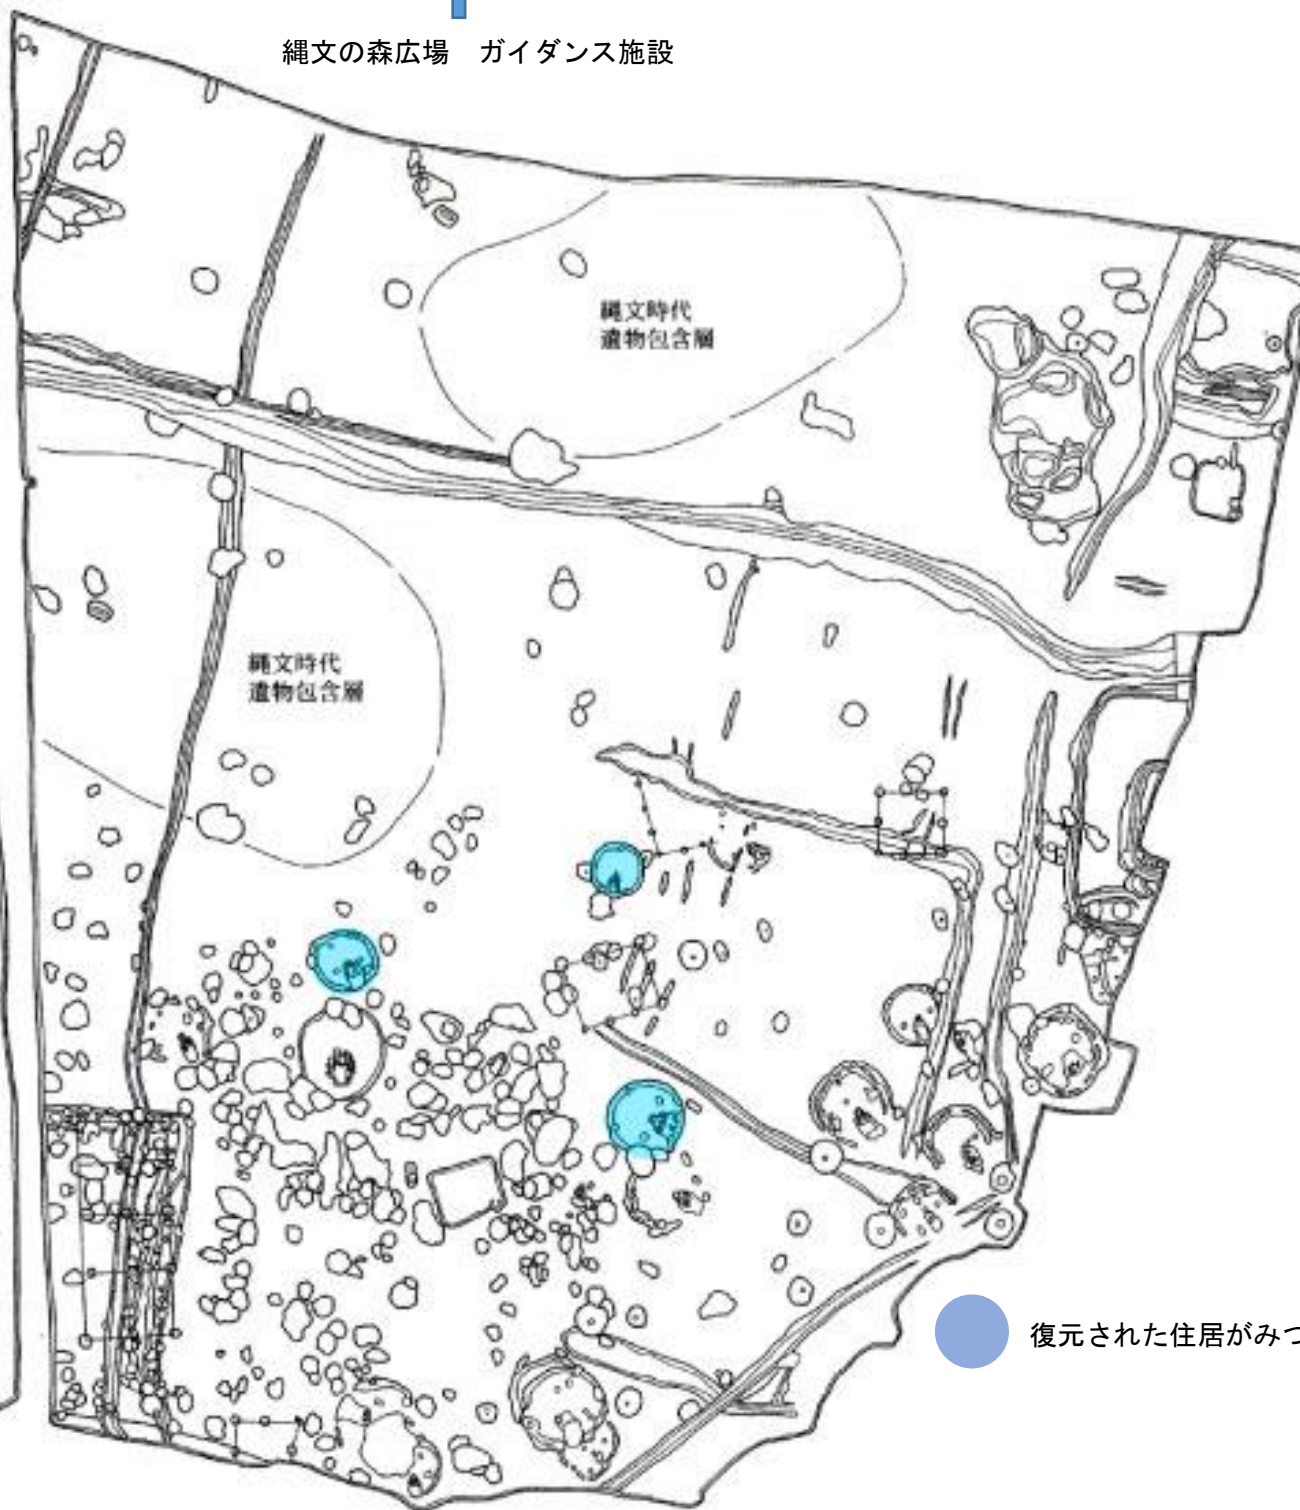 縄文の森広場　ガイダンス施設
縄文時代
遺物包含層
縄文時代
遺物包含層
復元された住居がみつ